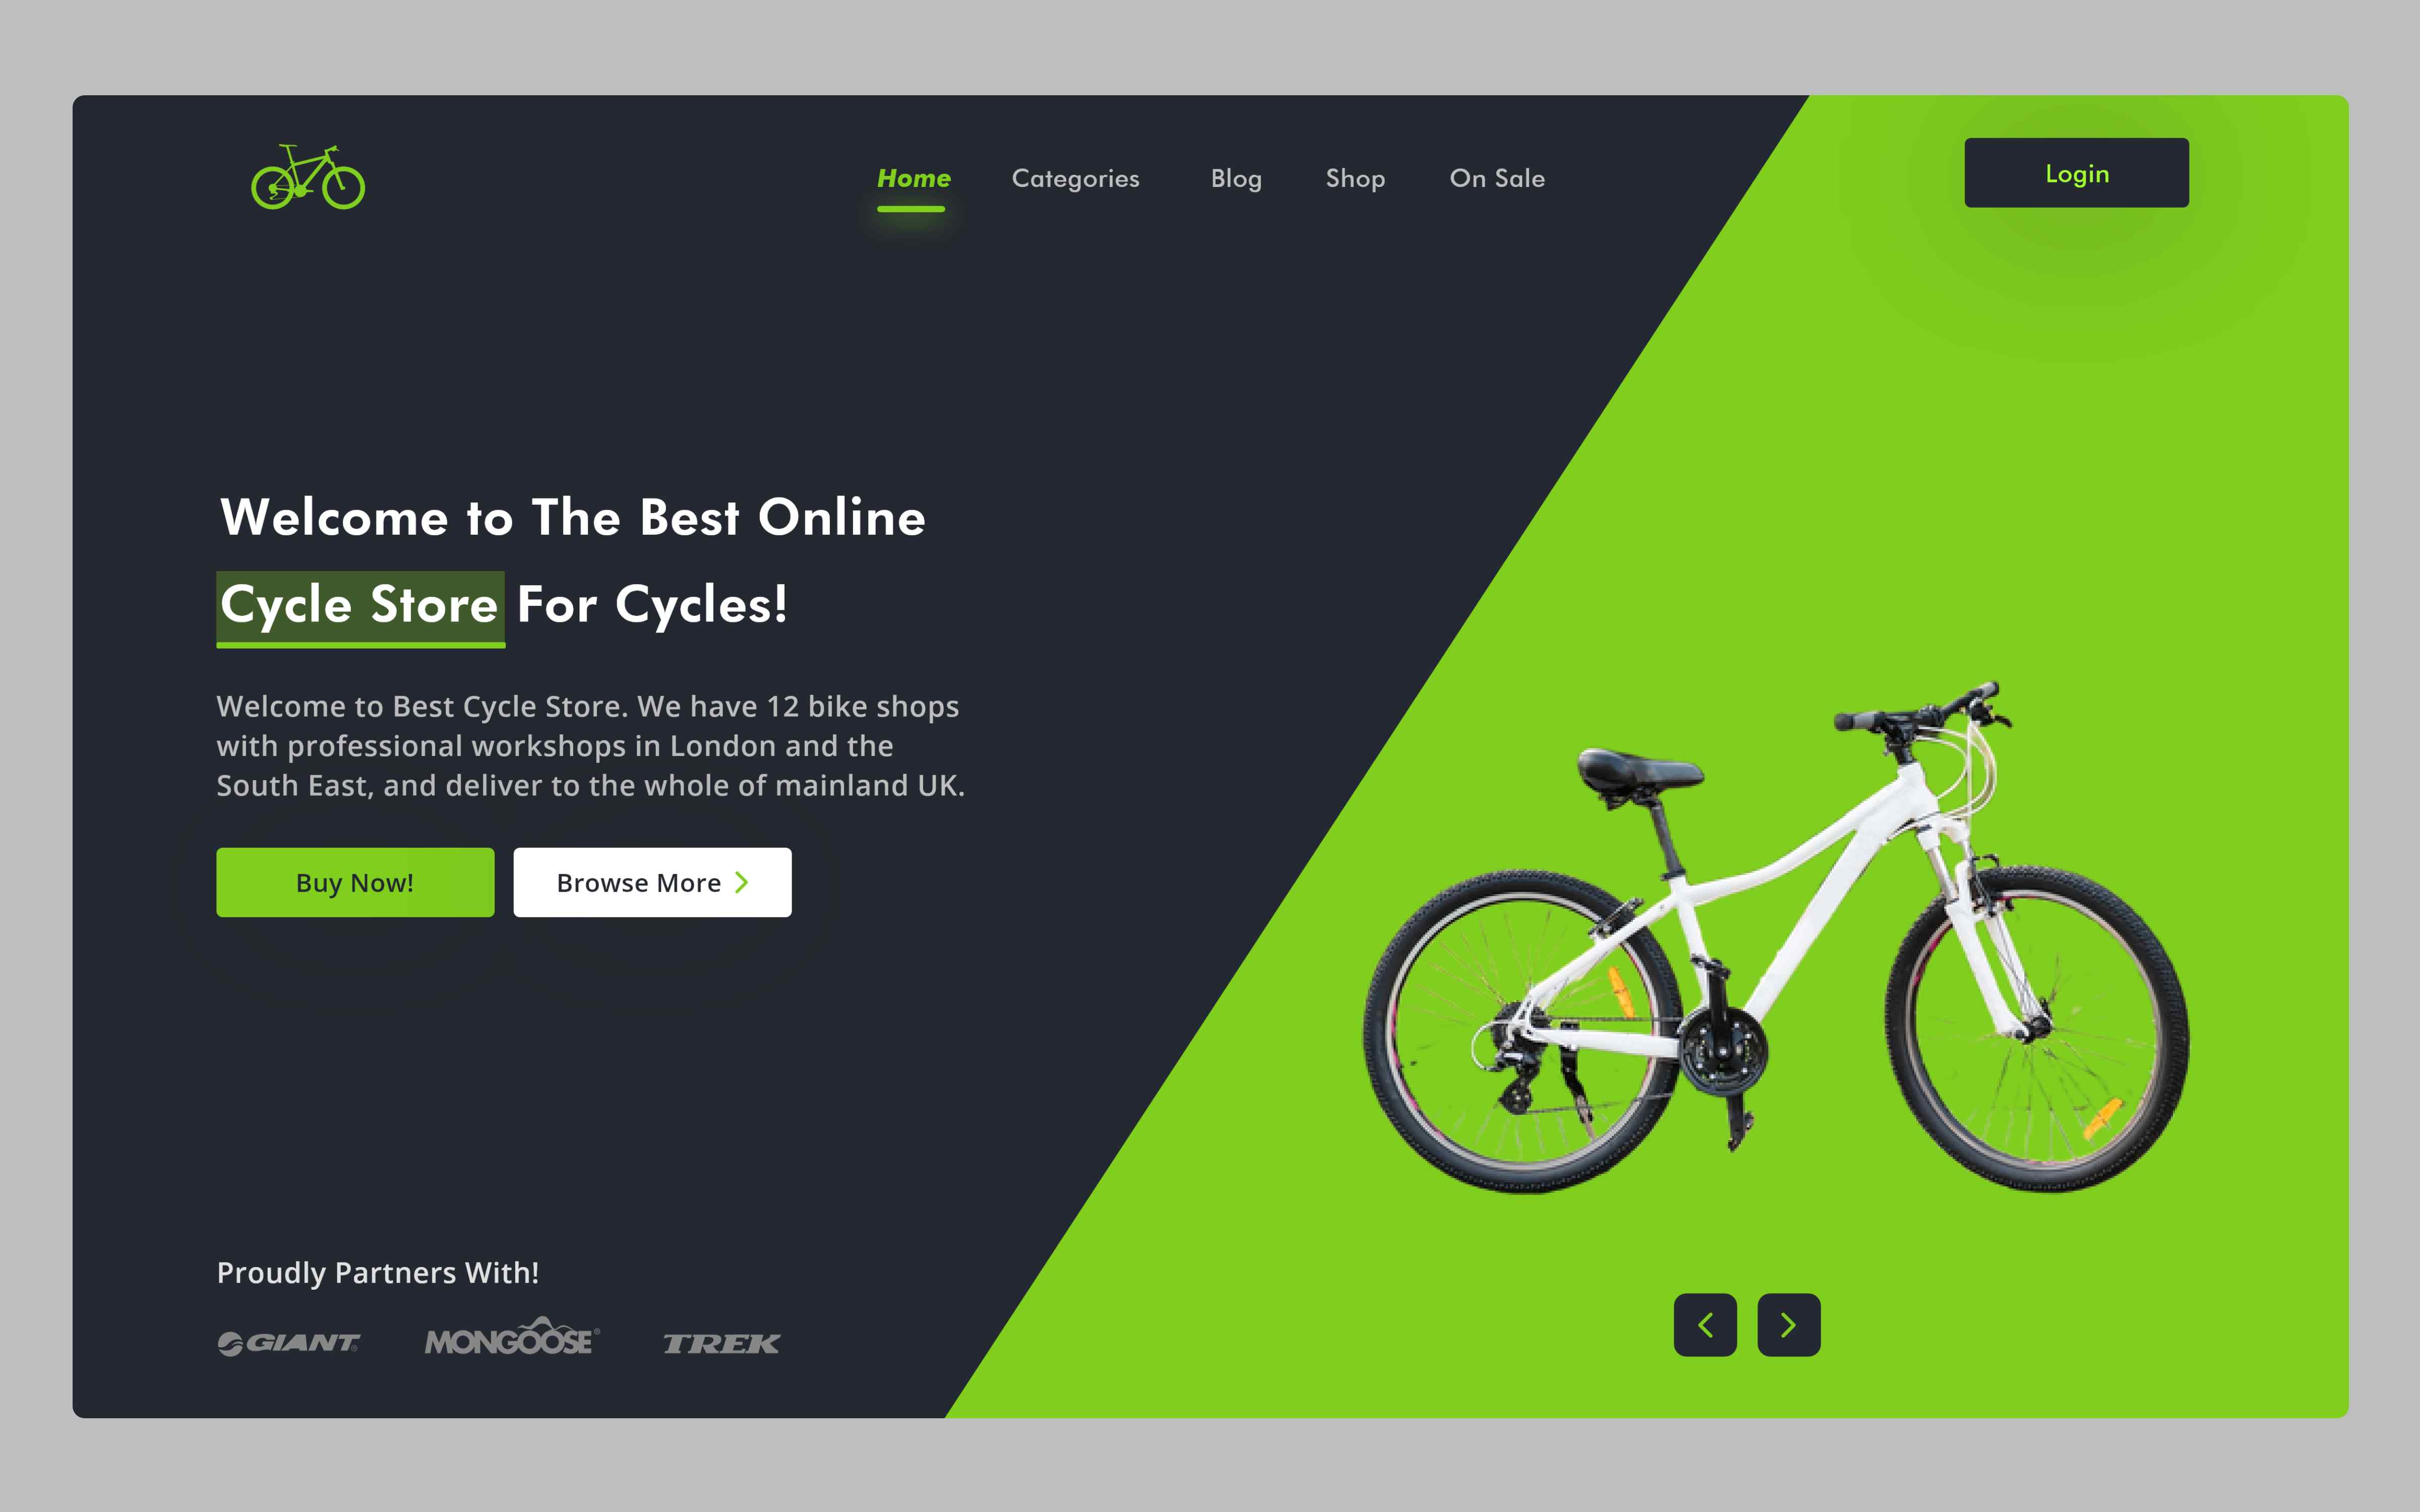 Home Categories Blog Shop On Sale
Login
Welcome to The Best Online
Cycle Store For Cycles!
Welcome to Best Cycle Store. We have 12 bike shops
with professional workshops in London and the
South East, and deliver to the whole of mainland UK.
Buy Now! Browse More
Proudly Partners With!
GIANT® MONGOOSE® TREK